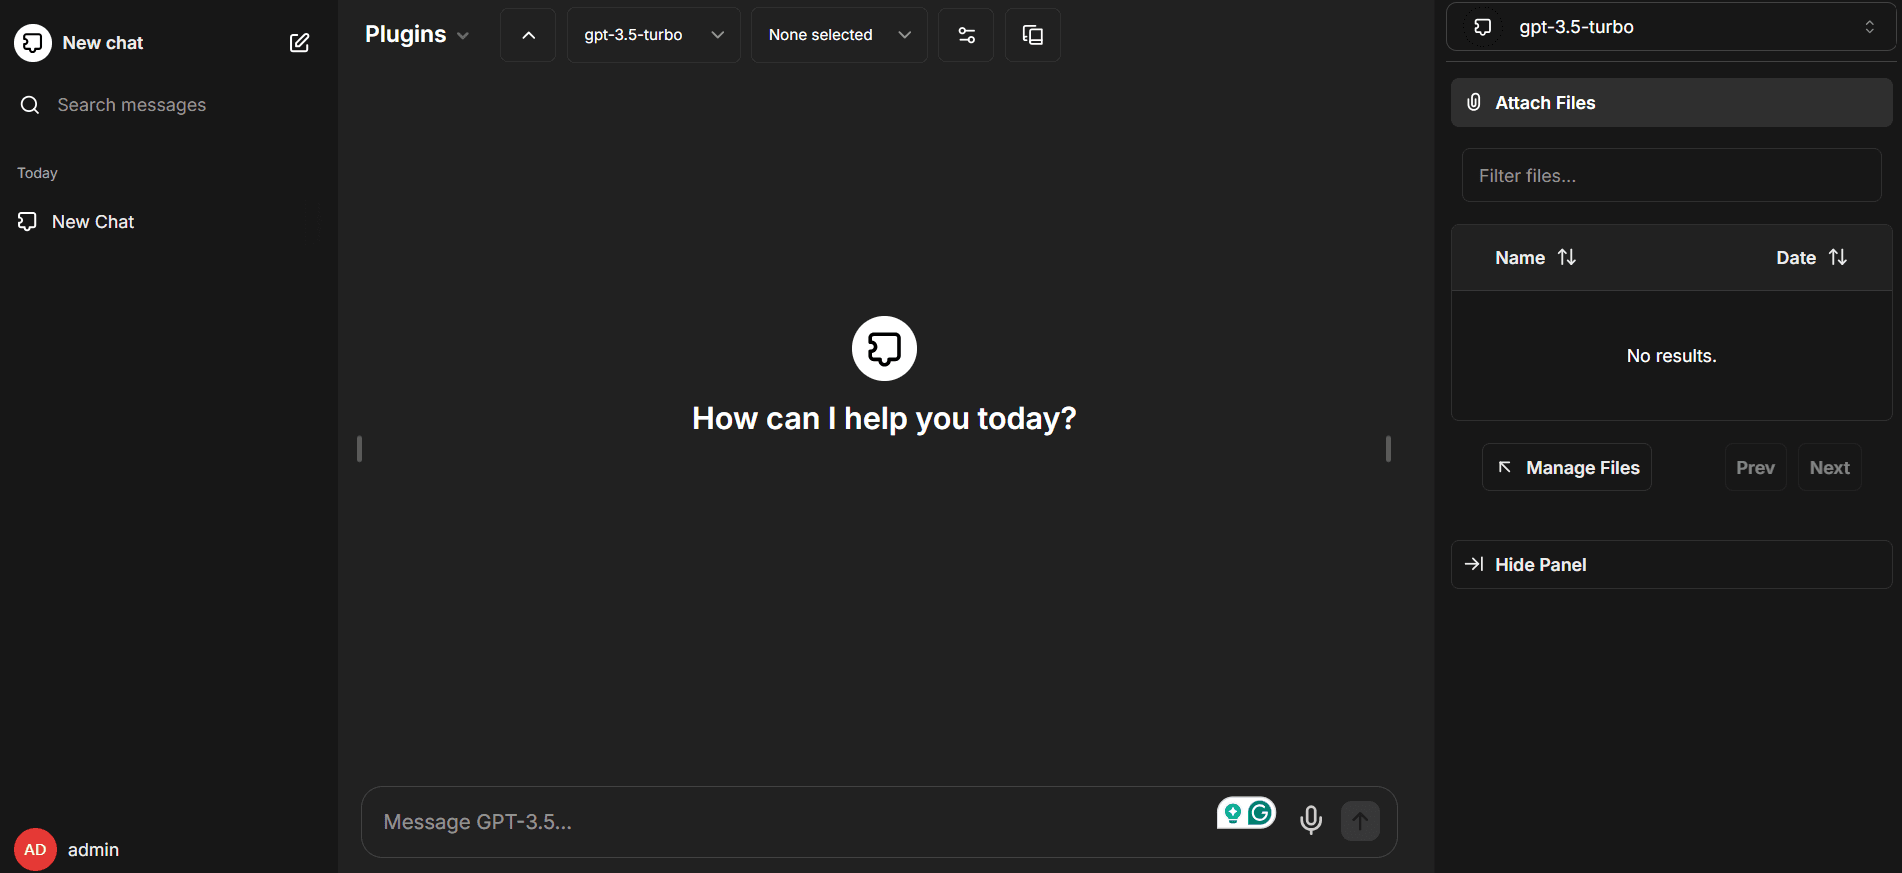 New chat
Search messages
Today
New Chat
AD
admin
Plugins
gpt-3.5-turbo
None selected
How can I help you today?
Message GPT-3.5...
gpt-3.5-turbo
Attach Files
Filter files...
Name
Date
No results.
Manage Files
Prev
Next
Hide Panel